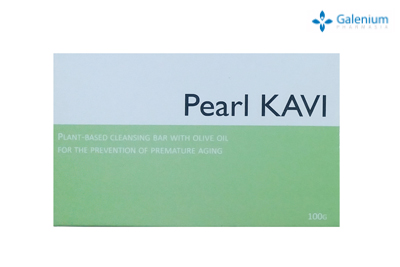 Galenium
PHARMASIA
Pearl KAVI
PLANT-BASED CLEANSING BAR WITH OLIVE OIL
FOR THE PREVENTION OF PREMATURE AGING
100G